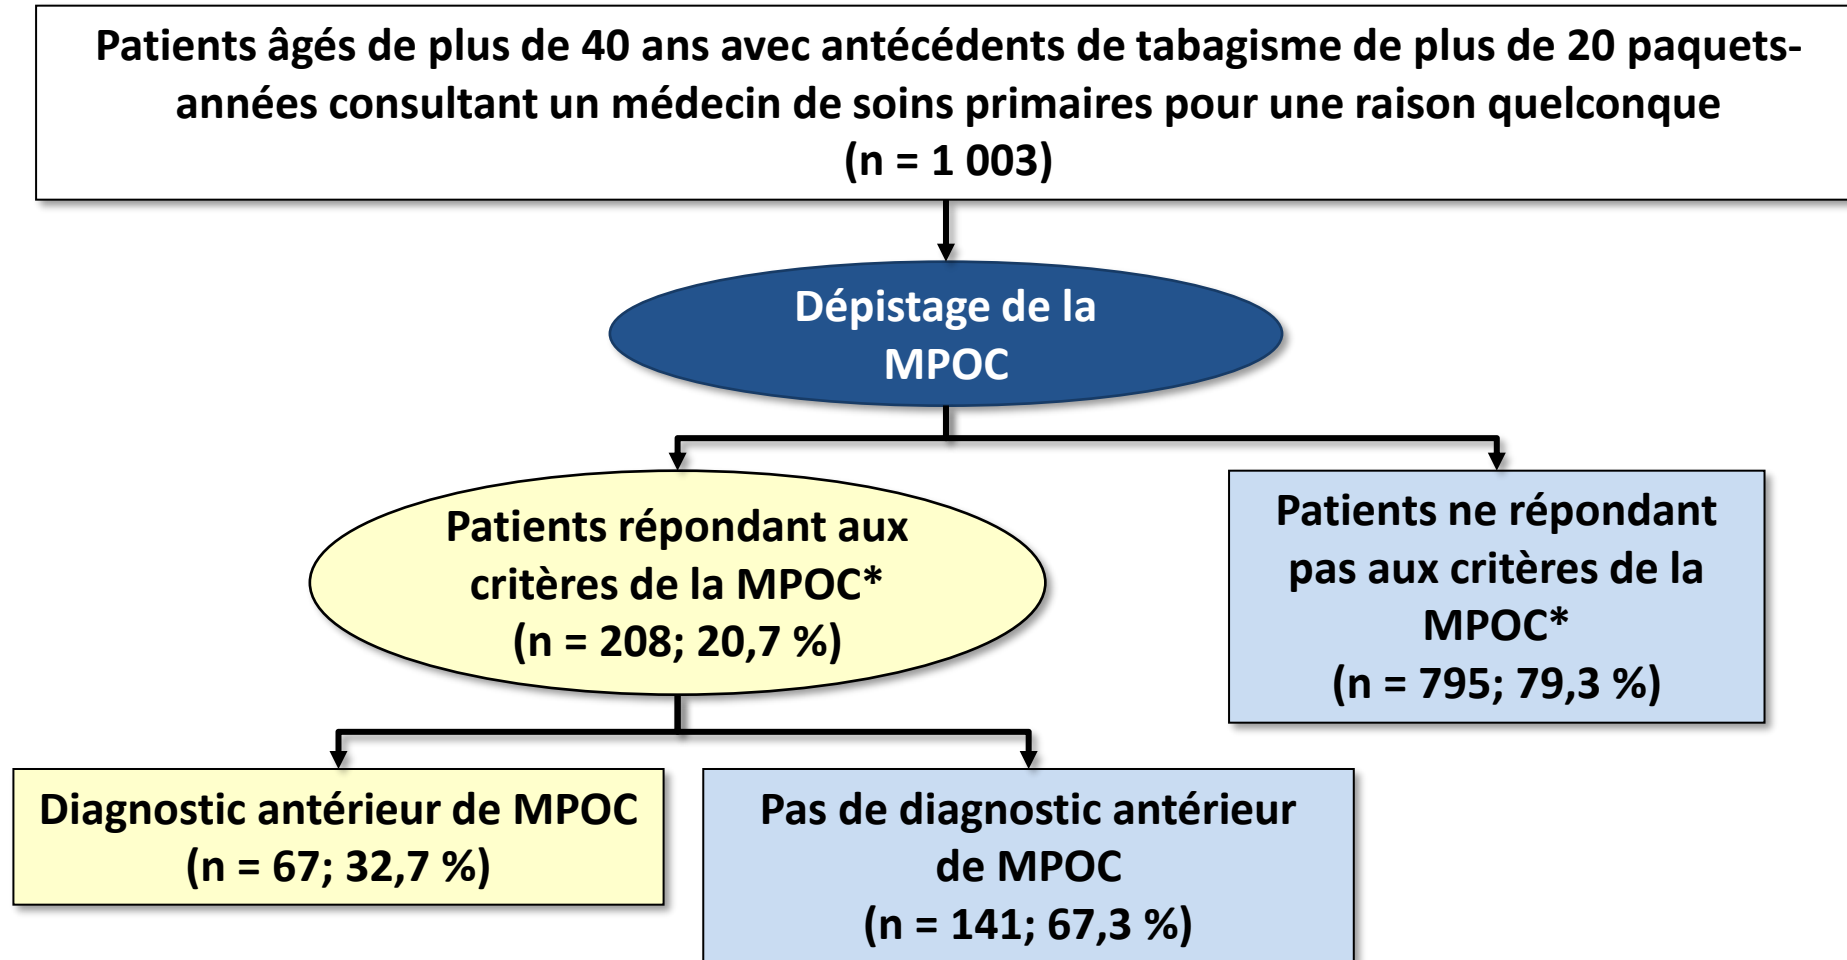 Patients âgés de plus de 40 ans avec antécédents de tabagisme de plus de 20 paquets-
années consultant un médecin de soins primaires pour une raison quelconque
(n = 1 003)
Dépistage de la
MPOC
Patients répondant aux
critères de la MPOC*
(n = 208; 20,7 %)
Patients ne répondant
pas aux critères de la
MPOC*
(n = 795; 79,3 %)
Diagnostic antérieur de MPOC
(n = 67; 32,7 %)
Pas de diagnostic antérieur
de MPOC
(n = 141; 67,3 %)